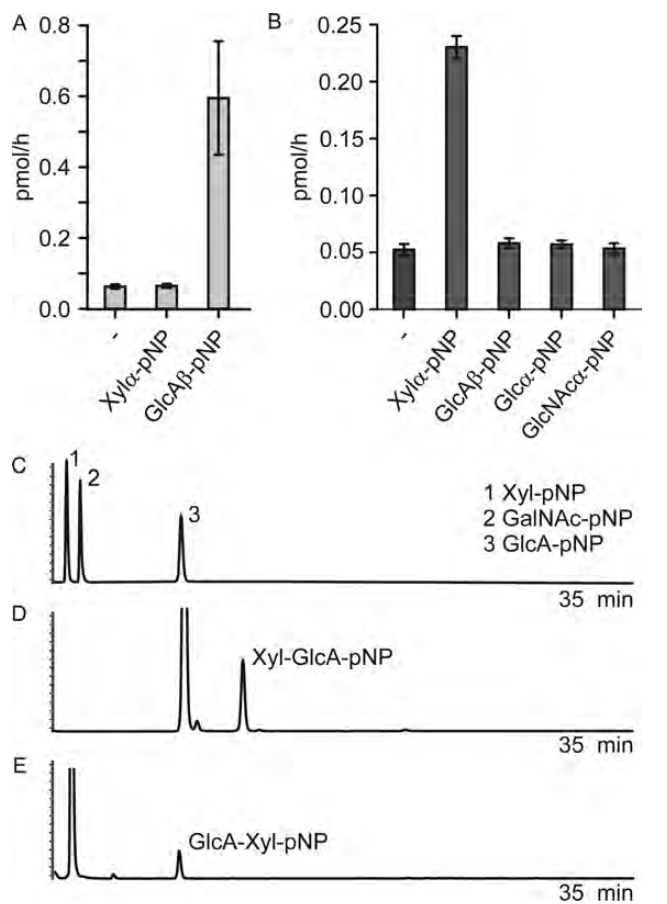 A
0.8
0.6
0.4
0.2
0.0
pmol/h
-
Xylα-pNP
GlcAβ-pNP
B
0.25
0.20
0.15
0.10
0.05
0.00
pmol/h
-
Xylα-pNP
GlcAβ-pNP
Glcα-pNP
GlcNAcα-pNP
C
1
2
3
1 Xyl-pNP
2 GalNAc-pNP
3 GlcA-pNP
35 min
D
Xyl-GlcA-pNP
35 min
E
GlcA-Xyl-pNP
35 min